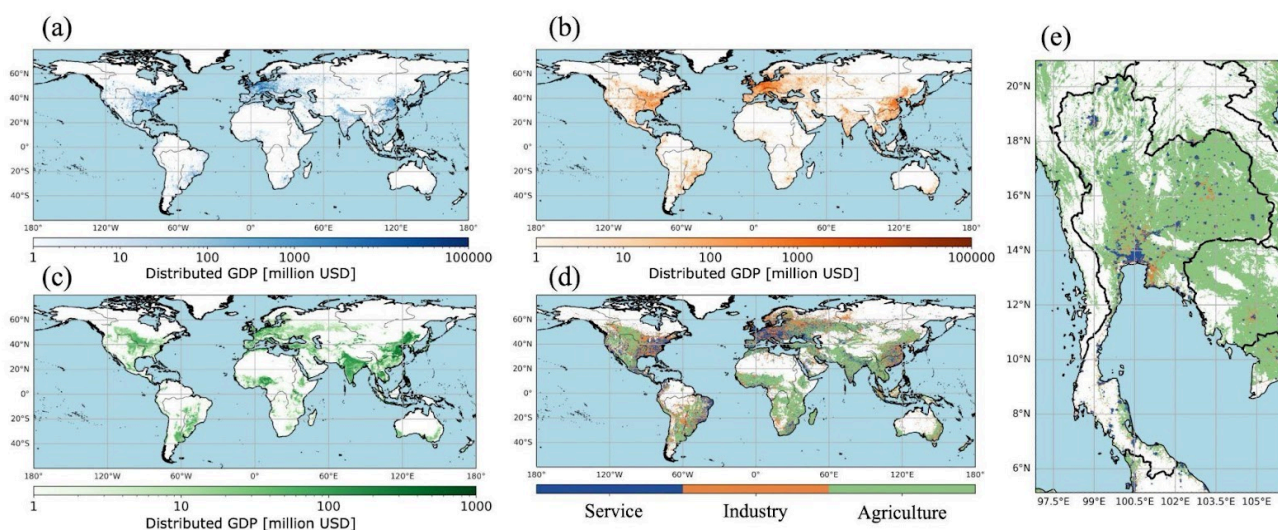 (a)
60°N
40°N
20°N
0°
20°S
40°S
180° 120°W 60°W 0° 60°E 120°E 180°
1 10 100 1000 100000
Distributed GDP [million USD]
(b)
60°N
40°N
20°N
0°
20°S
40°S
180° 120°W 60°W 0° 60°E 120°E 180°
1 10 100 1000 100000
Distributed GDP [million USD]
(c)
60°N
40°N
20°N
0°
20°S
40°S
180° 120°W 60°W 0° 60°E 120°E 180°
1 10 100 1000
Distributed GDP [million USD]
(d)
60°N
40°N
20°N
0°
20°S
40°S
180° 120°W 60°W 0° 60°E 120°E 180°
Service Industry Agriculture
(e)
20°N
18°N
16°N
14°N
12°N
10°N
8°N
6°N
97.5°E 99°E 100.5°E 102°E 103.5°E 105°E